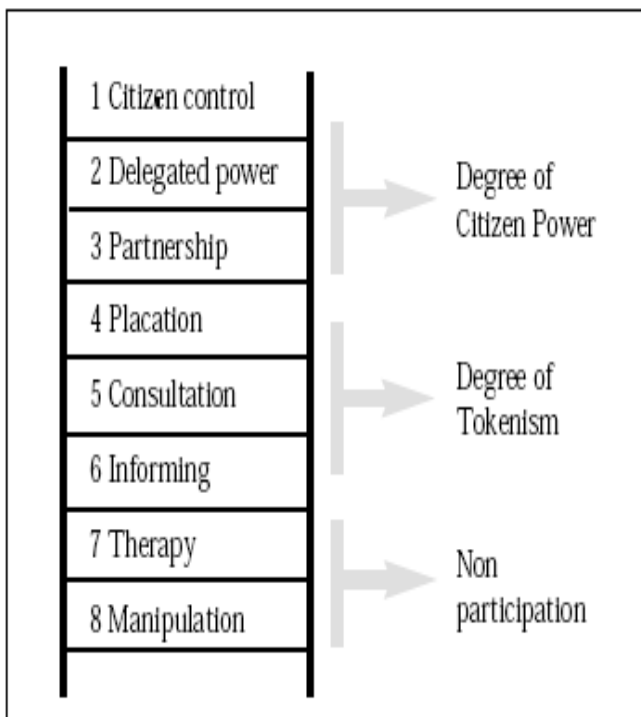 1 Citizen control
2 Delegated power
3 Partnership
4 Placation
5 Consultation
6 Informing
7 Therapy
8 Manipulation
Degree of
Citizen Power
Degree of
Tokenism
Non
participation